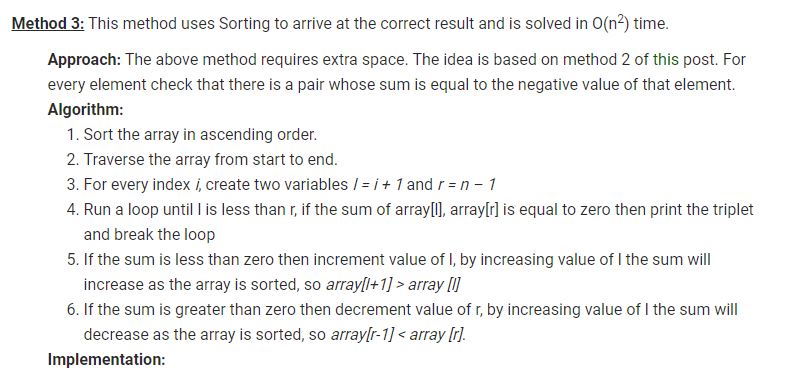 Method 3: This method uses Sorting to arrive at the correct result and is solved in O(n²) time.
Approach: The above method requires extra space. The idea is based on method 2 of this post. For
every element check that there is a pair whose sum is equal to the negative value of that element.
Algorithm:
1. Sort the array in ascending order.
2. Traverse the array from start to end.
3. For every index i, create two variables l = i + 1 and r = n – 1
4. Run a loop until l is less than r, if the sum of array[l], array[r] is equal to zero then print the triplet
and break the loop
5. If the sum is less than zero then increment value of l, by increasing value of l the sum will
increase as the array is sorted, so array[l+1] > array [l]
6. If the sum is greater than zero then decrement value of r, by increasing value of l the sum will
decrease as the array is sorted, so array[r-1] < array [r].
Implementation: